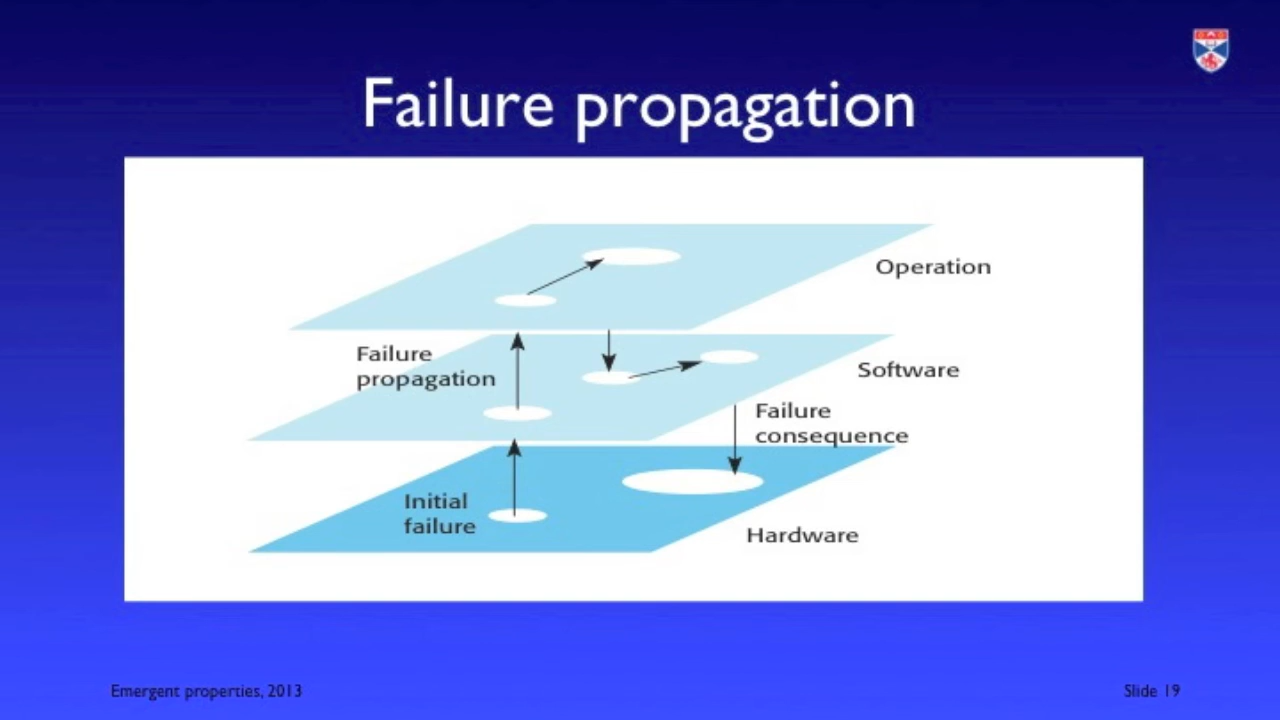 Failure propagation
Operation
Failure
propagation
Software
Failure
consequence
Initial
failure
Hardware
Emergent properties, 2013
Slide 19